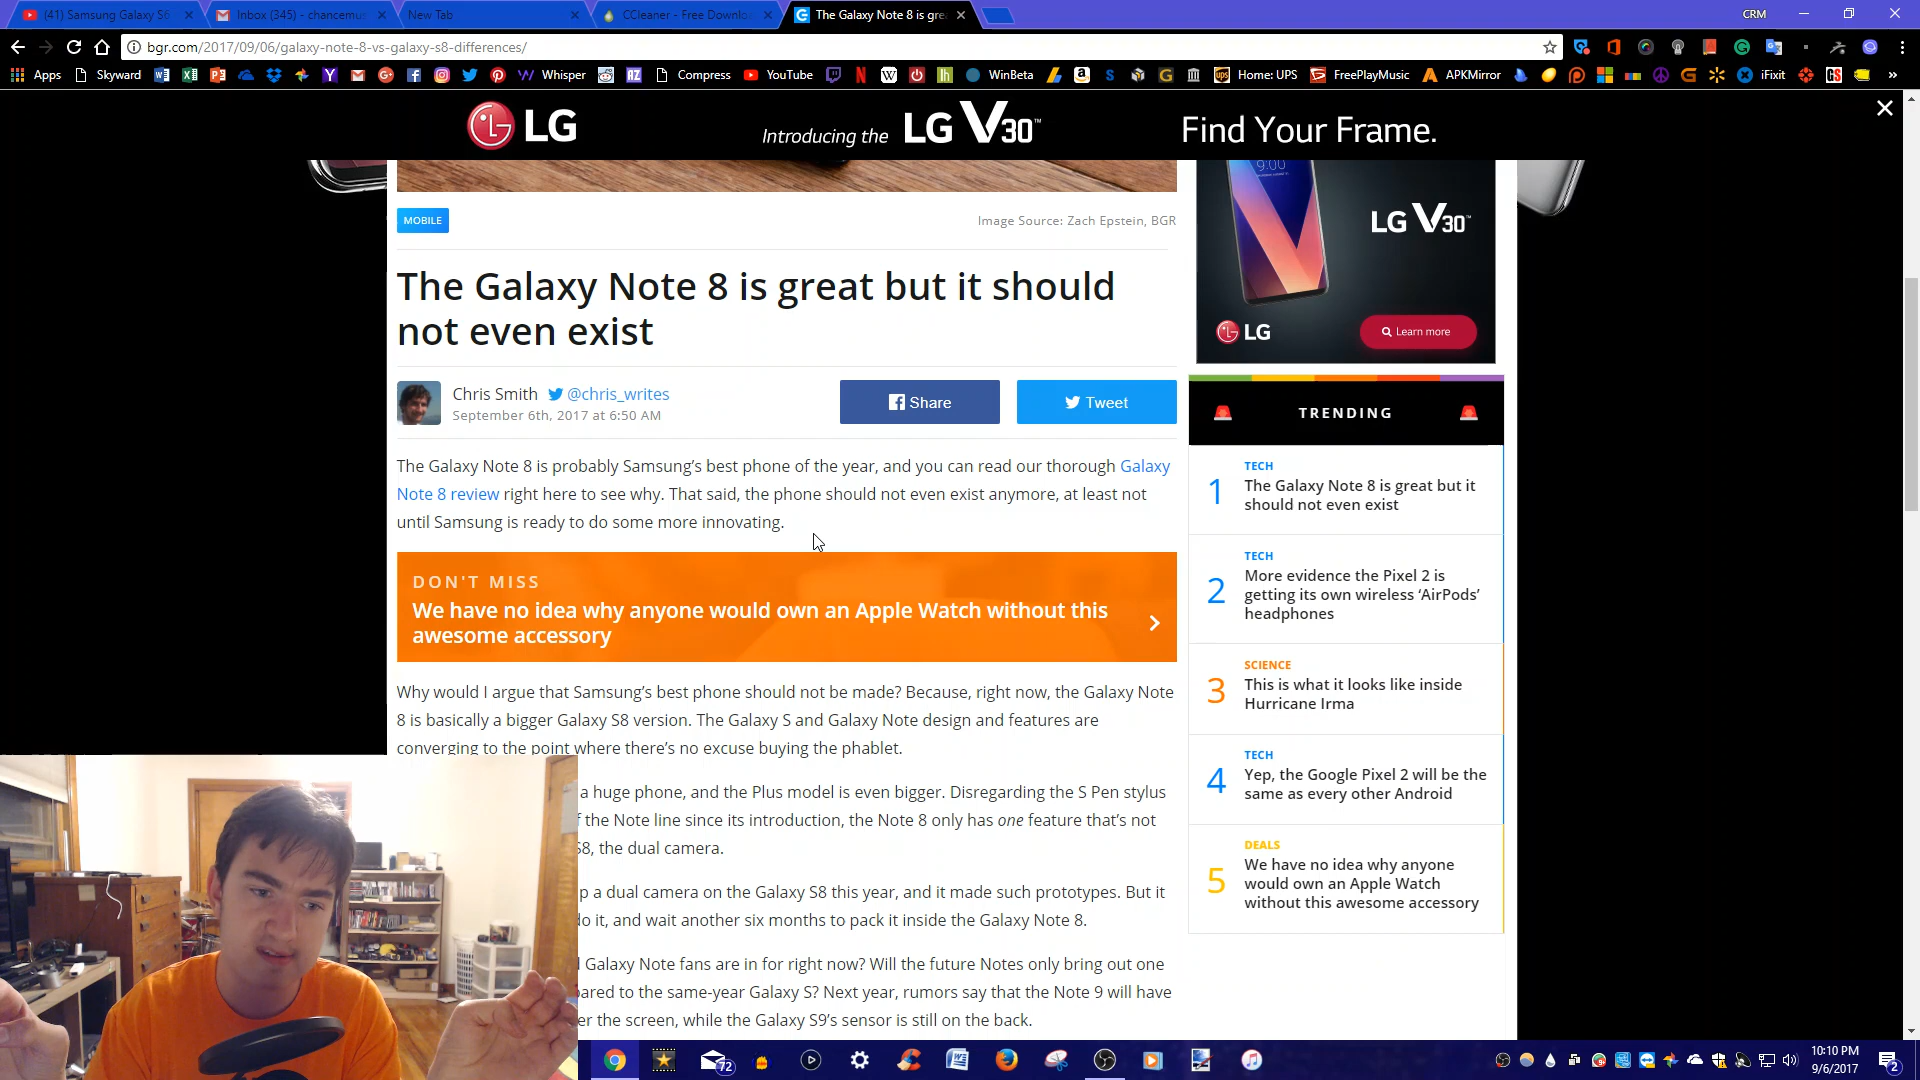 (41) Samsung Galaxy S6
Inbox (345) - chancemus
New Tab
CCleaner - Free Downlo
The Galaxy Note 8 is gre
CRM
bgr.com/2017/09/06/galaxy-note-8-vs-galaxy-s8-differences/
Apps
Skyward
Whisper
Compress
YouTube
WinBeta
Home: UPS
FreePlayMusic
APKMirror
iFixit
LG
Introducing the LG V30™
Find Your Frame.
9:00
LG V30™
LG
Learn more
MOBILE
Image Source: Zach Epstein, BGR
The Galaxy Note 8 is great but it should
not even exist
Chris Smith @chris_writes
September 6th, 2017 at 6:50 AM
Share
Tweet
The Galaxy Note 8 is probably Samsung’s best phone of the year, and you can read our thorough Galaxy
Note 8 review right here to see why. That said, the phone should not even exist anymore, at least not
until Samsung is ready to do some more innovating.
DON'T MISS
We have no idea why anyone would own an Apple Watch without this
awesome accessory
Why would I argue that Samsung’s best phone should not be made? Because, right now, the Galaxy Note
8 is basically a bigger Galaxy S8 version. The Galaxy S and Galaxy Note design and features are
converging to the point where there’s no excuse buying the phablet.
a huge phone, and the Plus model is even bigger. Disregarding the S Pen stylus
f the Note line since its introduction, the Note 8 only has one feature that’s not
S8, the dual camera.
p a dual camera on the Galaxy S8 this year, and it made such prototypes. But it
do it, and wait another six months to pack it inside the Galaxy Note 8.
Galaxy Note fans are in for right now? Will the future Notes only bring out one
ared to the same-year Galaxy S? Next year, rumors say that the Note 9 will have
er the screen, while the Galaxy S9’s sensor is still on the back.
TRENDING
1
TECH
The Galaxy Note 8 is great but it
should not even exist
2
TECH
More evidence the Pixel 2 is
getting its own wireless ‘AirPods’
headphones
3
SCIENCE
This is what it looks like inside
Hurricane Irma
4
TECH
Yep, the Google Pixel 2 will be the
same as every other Android
5
DEALS
We have no idea why anyone
would own an Apple Watch
without this awesome accessory
72
10:10 PM
9/6/2017
2